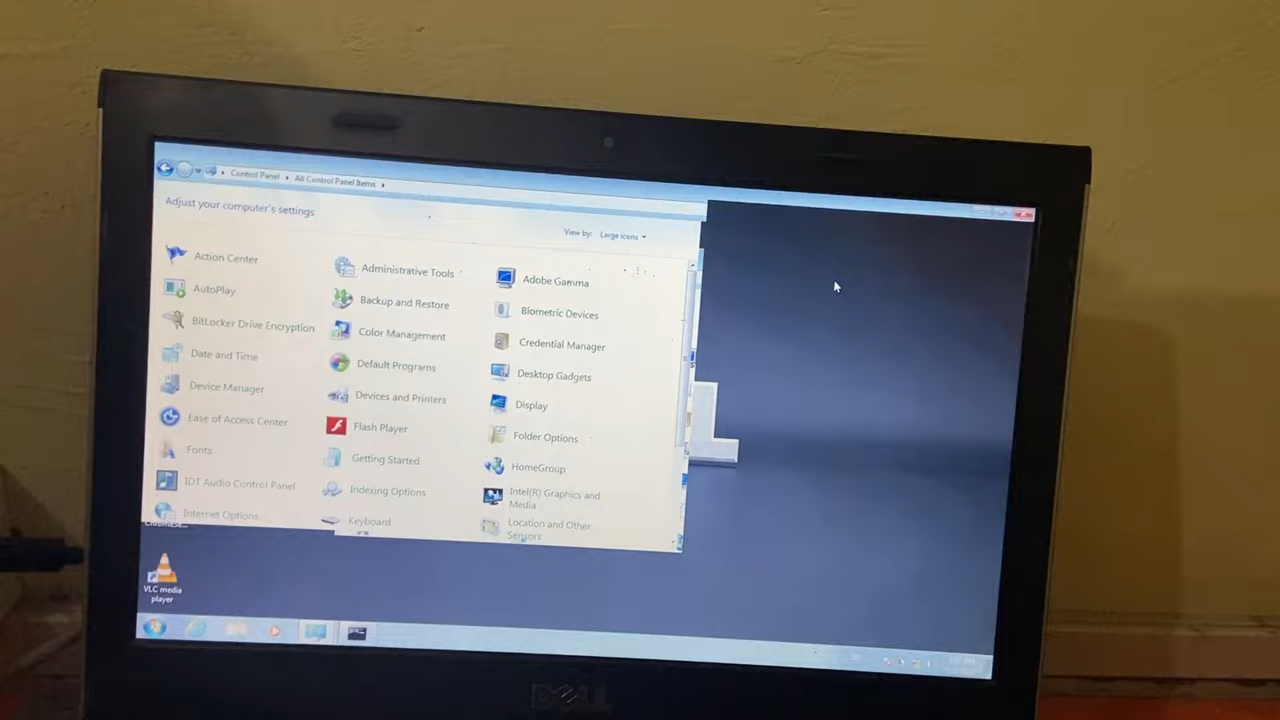 Control Panel All Control Panel Items
Adjust your computer's settings
View by: Large icons
Action Center
Administrative Tools
Adobe Gamma
AutoPlay
Backup and Restore
Biometric Devices
BitLocker Drive Encryption
Color Management
Credential Manager
Date and Time
Default Programs
Desktop Gadgets
Device Manager
Devices and Printers
Display
Ease of Access Center
Flash Player
Folder Options
Fonts
Getting Started
HomeGroup
IDT Audio Control Panel
Indexing Options
Intel(R) Graphics and
Media
Internet Options
Keyboard
Location and Other
Sensors
VLC media
player
DELL